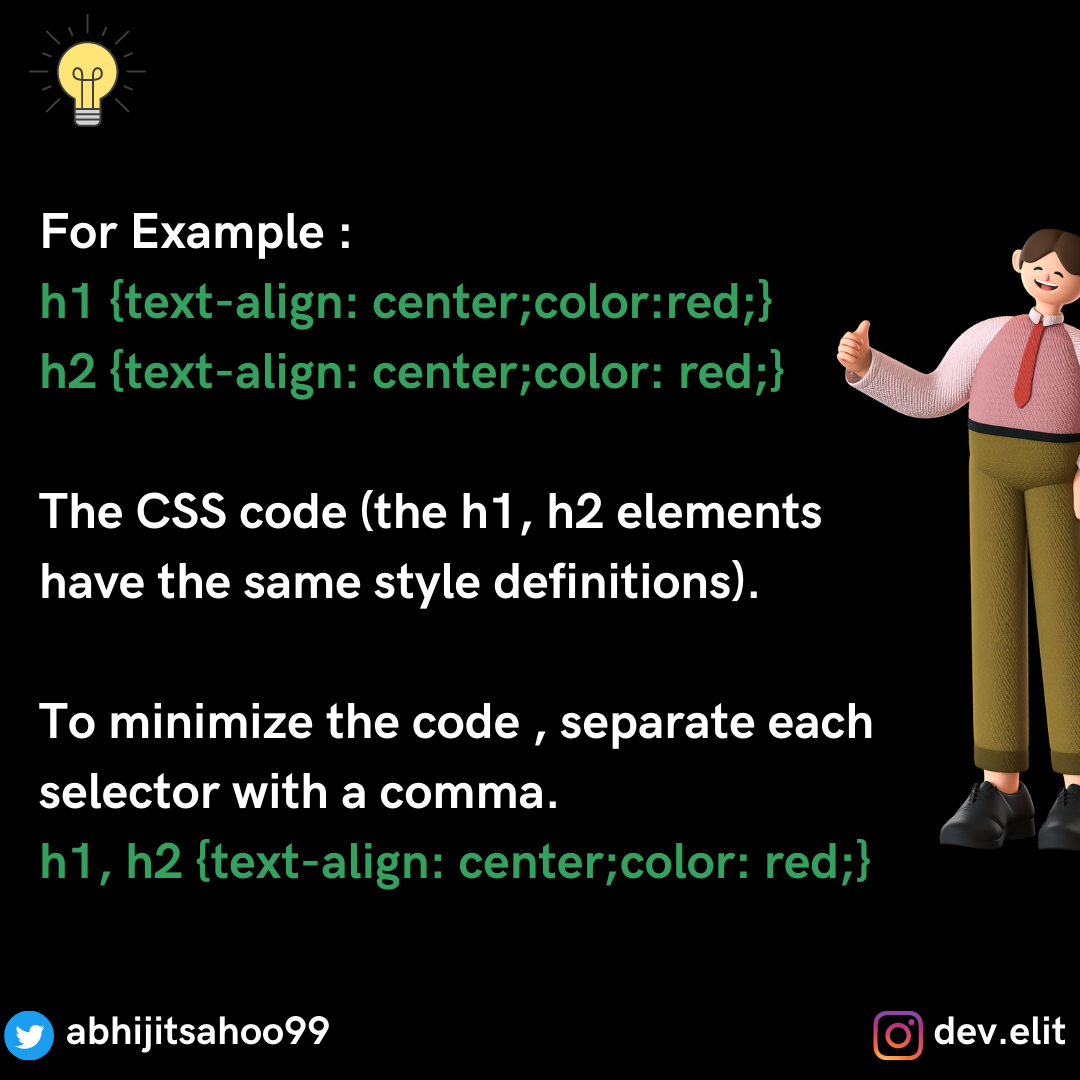 For Example :
h1 {text-align: center;color:red;}
h2 {text-align: center;color: red;}
The CSS code (the h1, h2 elements
have the same style definitions).
To minimize the code , separate each
selector with a comma.
h1, h2 {text-align: center;color: red;}
abhijitsahoo99
dev.elit